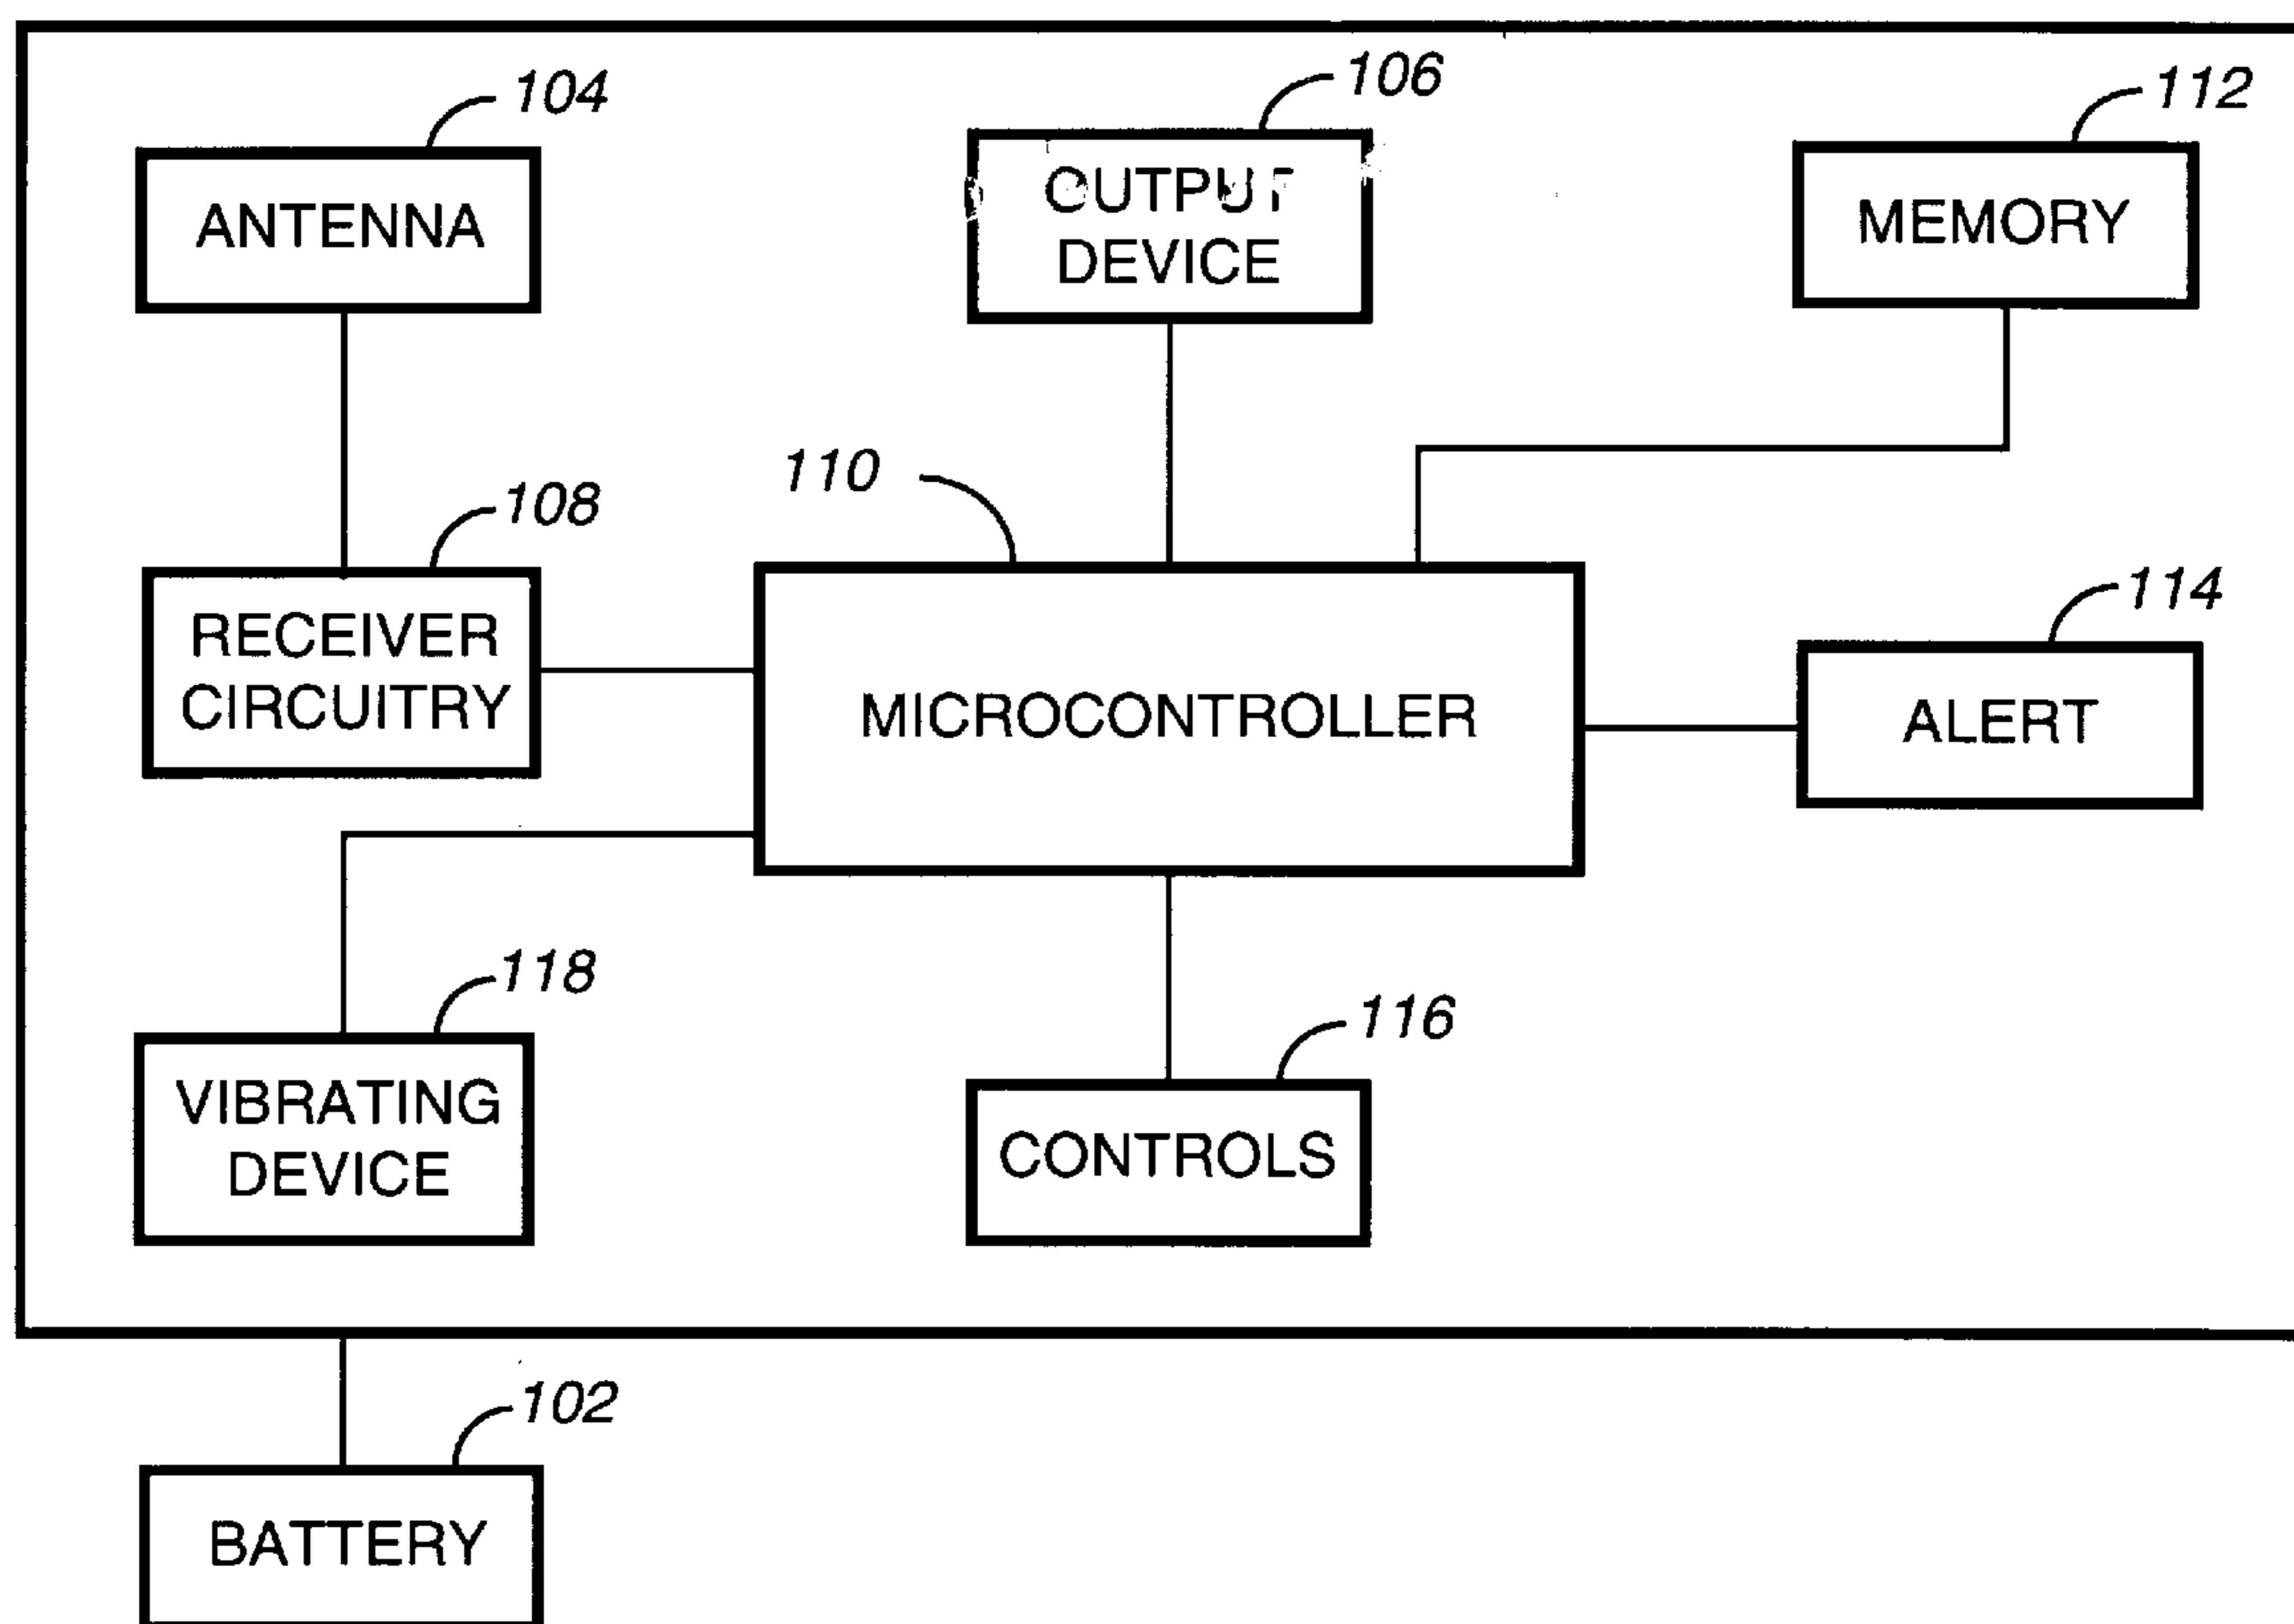 104
ANTENNA
106
OUTPUT
DEVICE
112
MEMORY
108
RECEIVER
CIRCUITRY
110
MICROCONTROLLER
114
ALERT
118
VIBRATING
DEVICE
116
CONTROLS
102
BATTERY